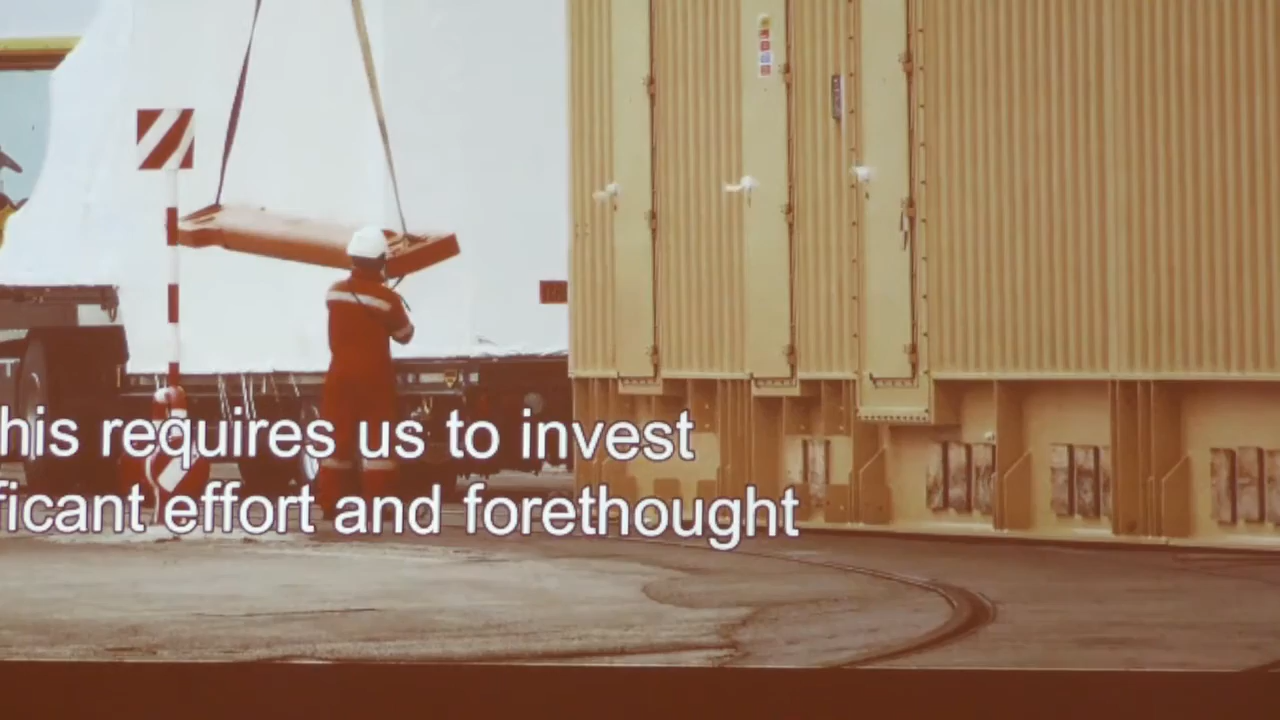 his requires us to invest
ficant effort and forethought